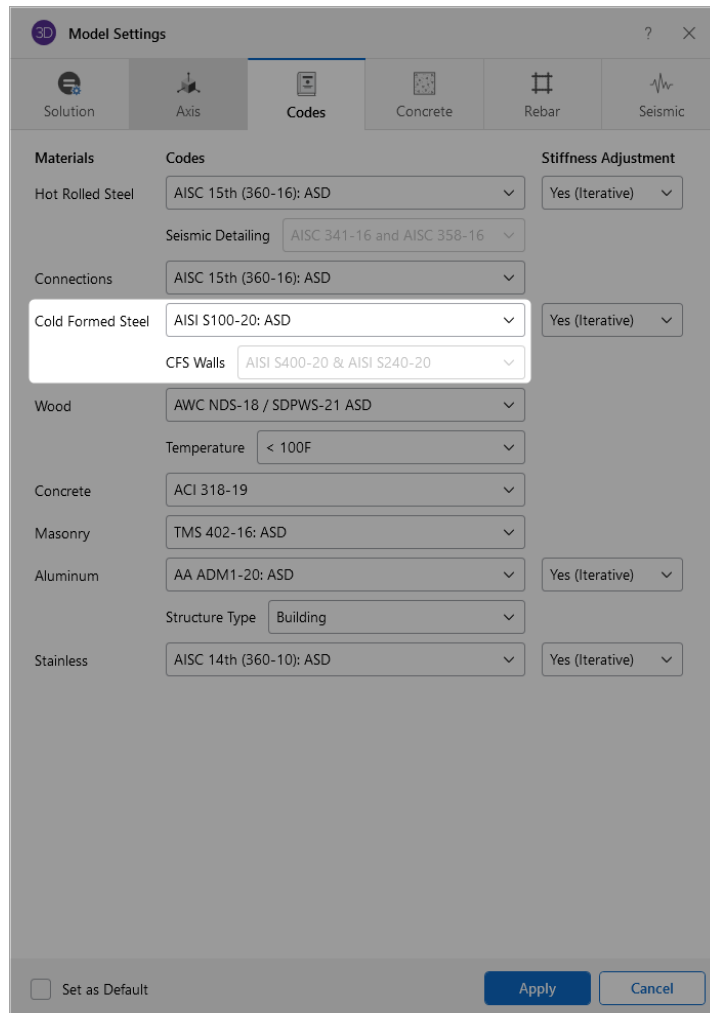 3D Model Settings ? ✕
Solution Axis Codes Concrete Rebar Seismic
Materials Codes Stiffness Adjustment
Hot Rolled Steel AISC 15th (360-16): ASD Yes (Iterative)
Seismic Detailing AISC 341-16 and AISC 358-16
Connections AISC 15th (360-16): ASD
Cold Formed Steel AISI S100-20: ASD Yes (Iterative)
CFS Walls AISI S400-20 & AISI S240-20
Wood AWC NDS-18 / SDPWS-21 ASD
Temperature < 100F
Concrete ACI 318-19
Masonry TMS 402-16: ASD
Aluminum AA ADM1-20: ASD Yes (Iterative)
Structure Type Building
Stainless AISC 14th (360-10): ASD Yes (Iterative)
Set as Default Apply Cancel